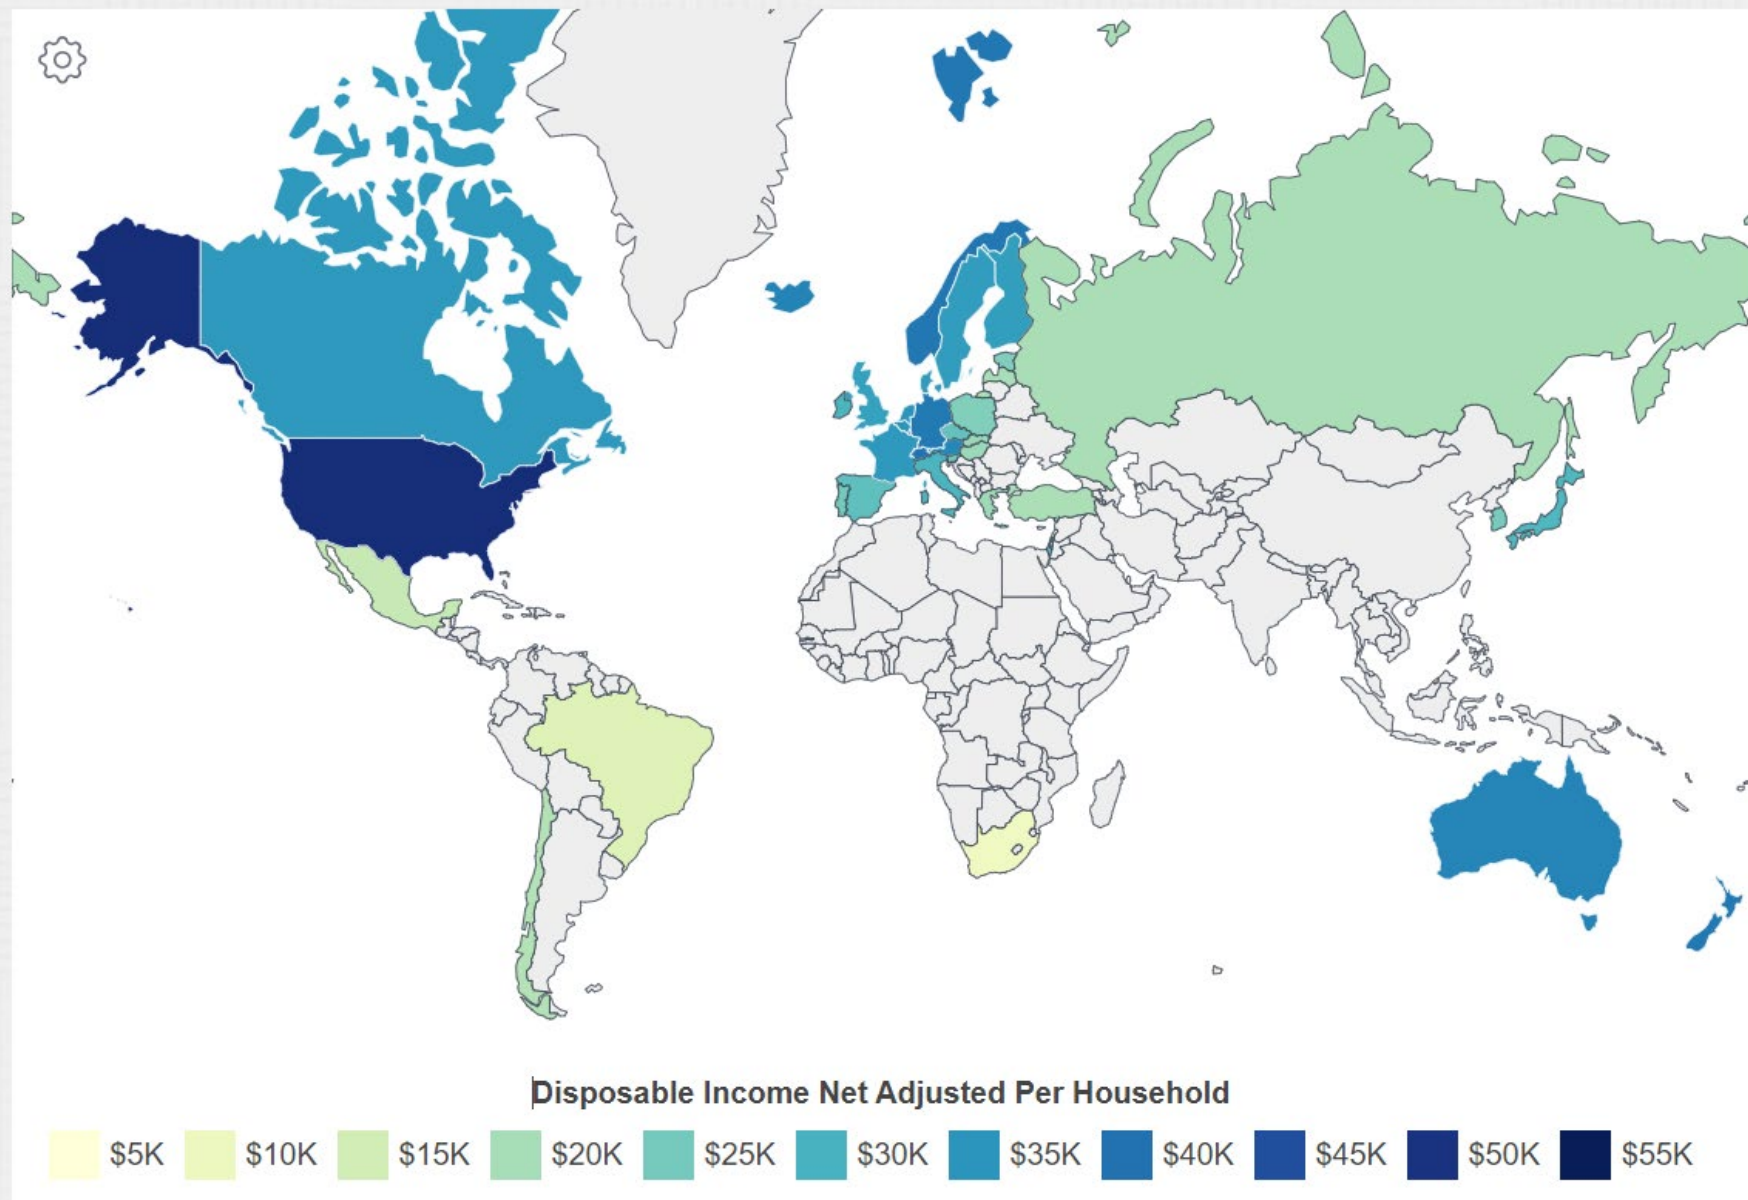 Disposable Income Net Adjusted Per Household
$5K $10K $15K $20K $25K $30K $35K $40K $45K $50K $55K